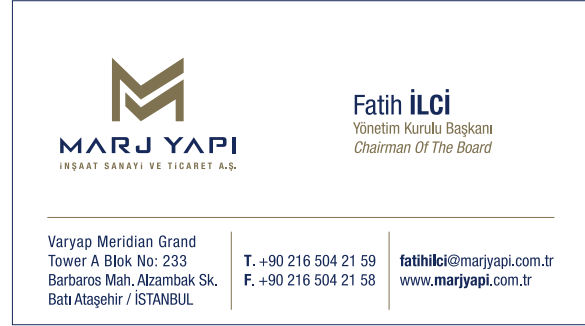 MARJ YAPI
İNŞAAT SANAYİ VE TİCARET A.Ş.
Fatih İLCİ
Yönetim Kurulu Başkanı
Chairman Of The Board
Varyap Meridian Grand
Tower A Blok No: 233
Barbaros Mah. Alzambak Sk.
Batı Ataşehir / İSTANBUL
T. +90 216 504 21 59
F. +90 216 504 21 58
fatihilci@marjyapi.com.tr
www.marjyapi.com.tr